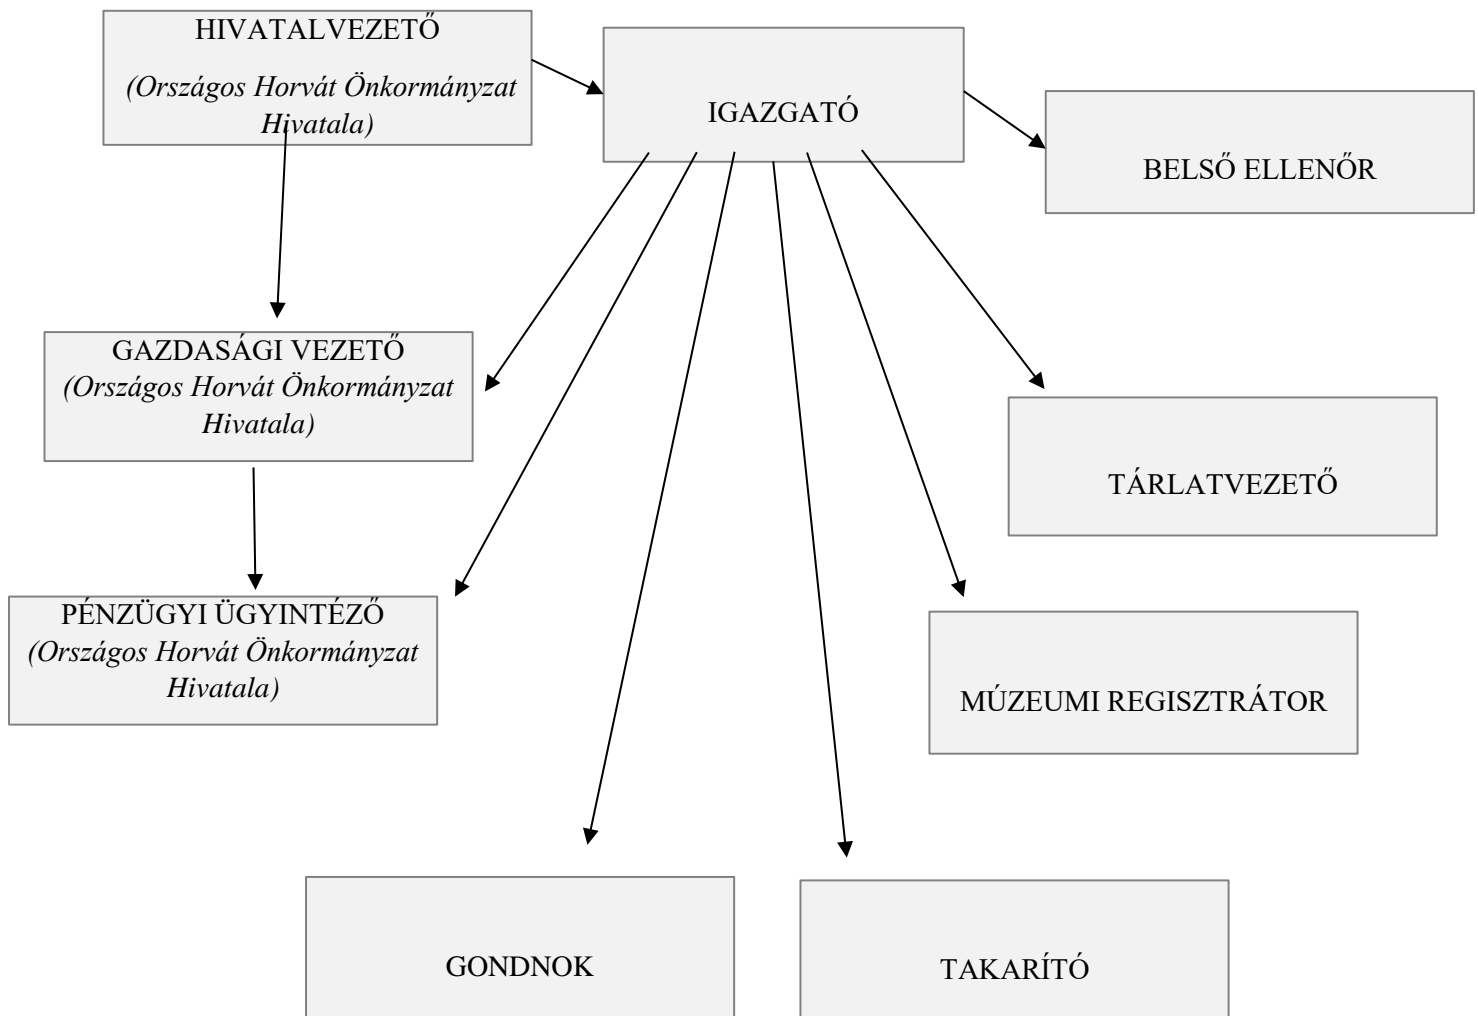 HIVATALVEZETŐ
(Országos Horvát Önkormányzat
Hivatala)
IGAZGATÓ
BELSŐ ELLENŐR
GAZDASÁGI VEZETŐ
(Országos Horvát Önkormányzat
Hivatala)
TÁRLATVEZETŐ
PÉNZÜGYI ÜGYINTÉZŐ
(Országos Horvát Önkormányzat
Hivatala)
MÚZEUMI REGISZTRÁTOR
GONDNOK
TAKARÍTÓ